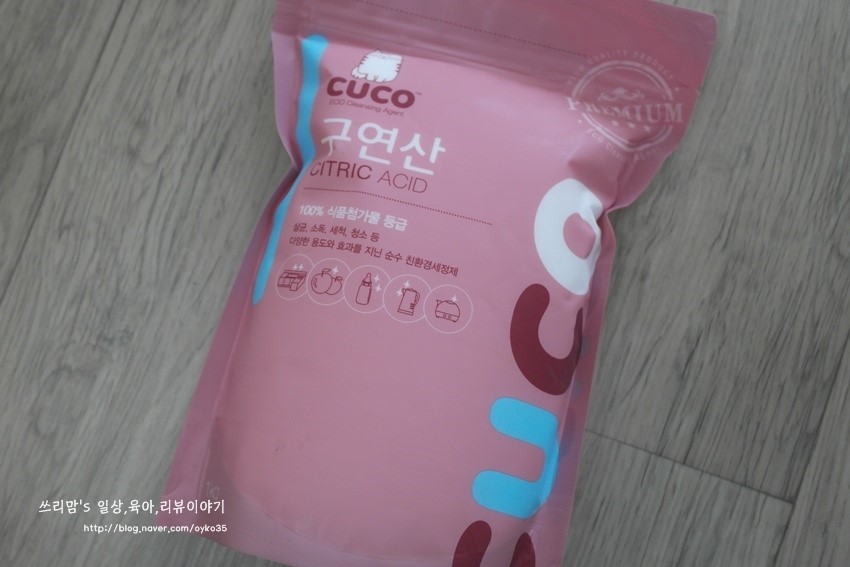 CUCO™
ECO Cleansing Agent
구연산
CITRIC ACID
100% 식품첨가물 등급
살균, 소독, 세척, 청소 등
다양한 용도와 효과를 지닌 순수 친환경세정제
PREMIUM
cuco
쓰리맘's 일상,육아,리뷰이야기
http://blog.naver.com/oyko35